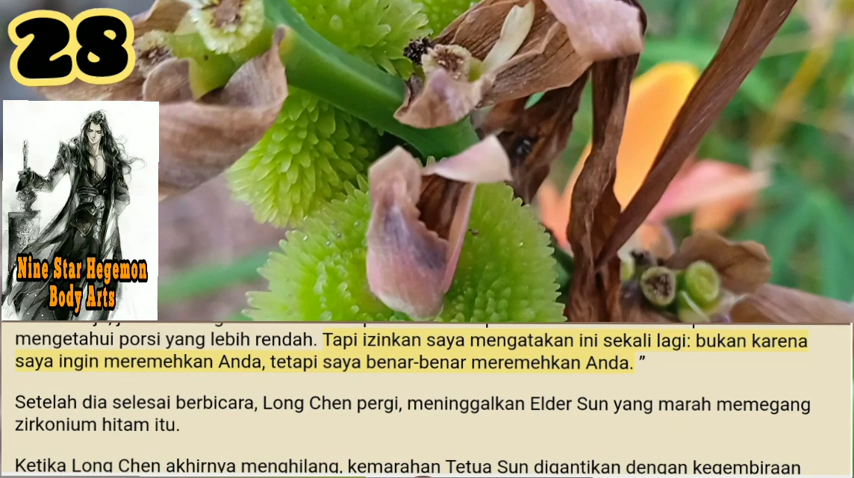 28
Nine Star Hegemon
Body Arts
mengetahui porsi yang lebih rendah. Tapi izinkan saya mengatakan ini sekali lagi: bukan karena
saya ingin meremehkan Anda, tetapi saya benar-benar meremehkan Anda. ”
Setelah dia selesai berbicara, Long Chen pergi, meninggalkan Elder Sun yang marah memegang
zirkonium hitam itu.
Ketika Long Chen akhirnya menghilang, kemarahan Tetua Sun digantikan dengan kegembiraan